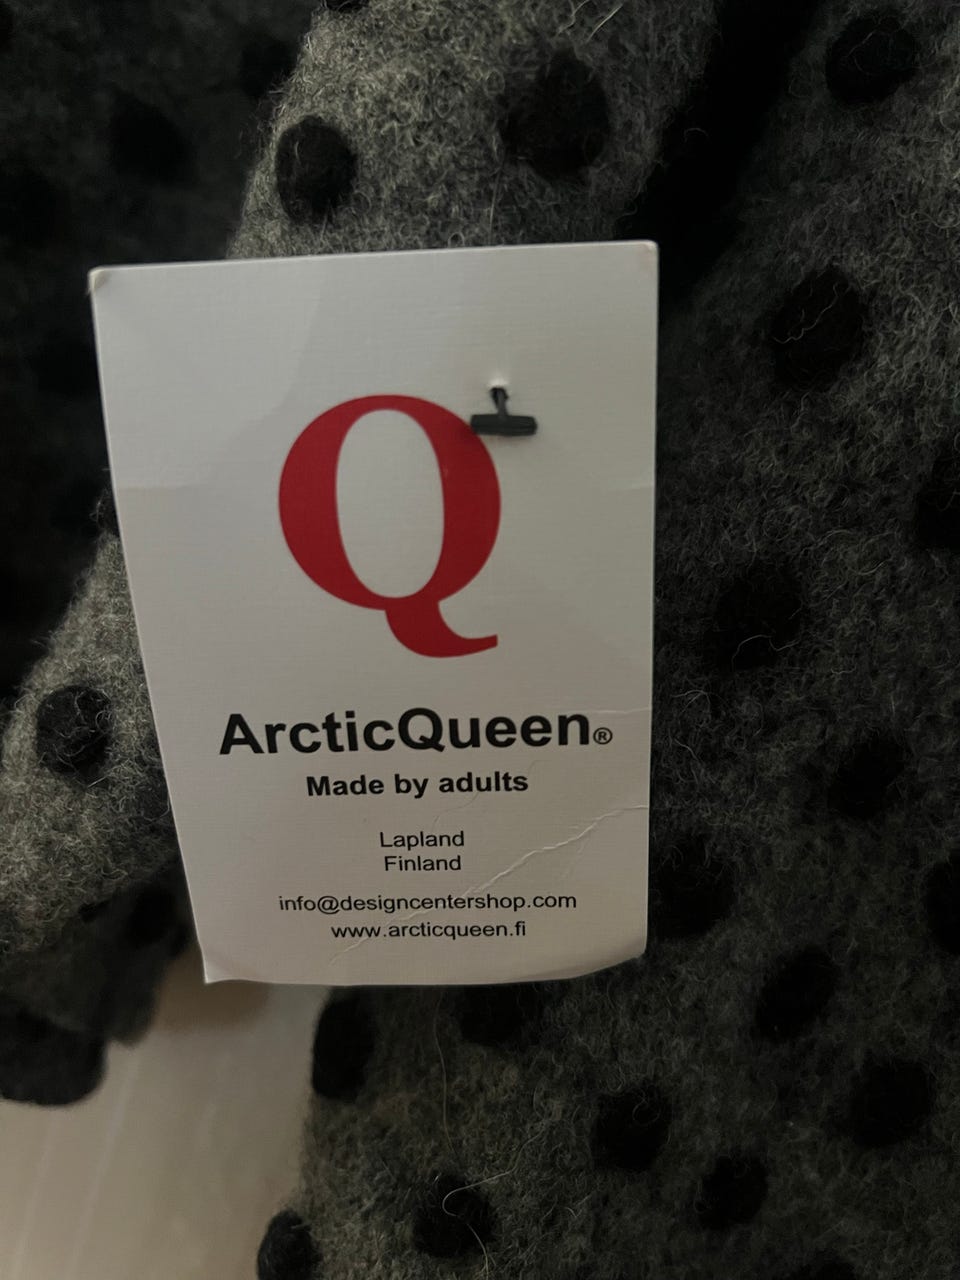 Q
ArcticQueen®
Made by adults
Lapland
Finland
info@designcentershop.com
www.arcticqueen.fi